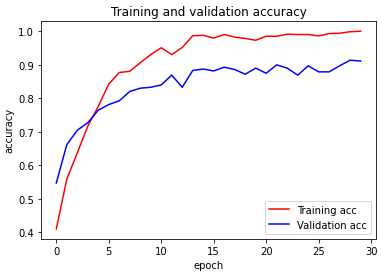 Training and validation accuracy
accuracy
1.0
0.9
0.8
0.7
0.6
0.5
0.4
Training acc
Validation acc
0 5 10 15 20 25 30
epoch